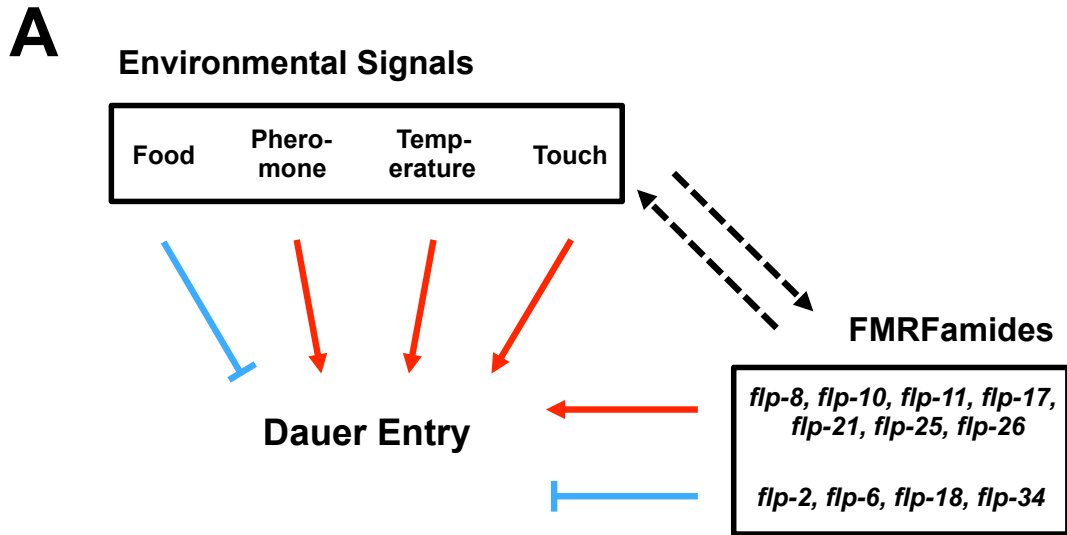 A
Environmental Signals
Food
Phero-
mone
Temp-
erature
Touch
FMRFamides
flp-8, flp-10, flp-11, flp-17,
flp-21, flp-25, flp-26
Dauer Entry
flp-2, flp-6, flp-18, flp-34